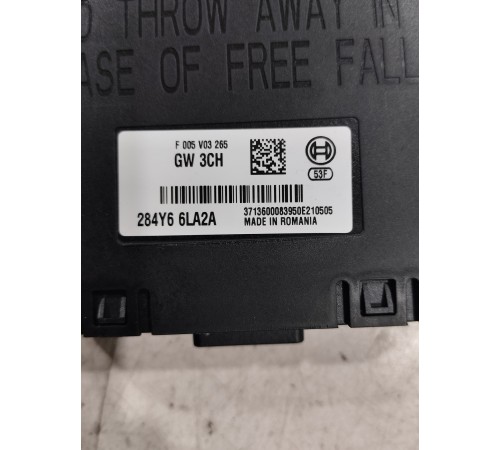 THROW AWAY IN
ASE OF FREE FALL
F 005 V03 265
GW 3CH
53F
284Y6 6LA2A
3713600083950E210505
MADE IN ROMANIA